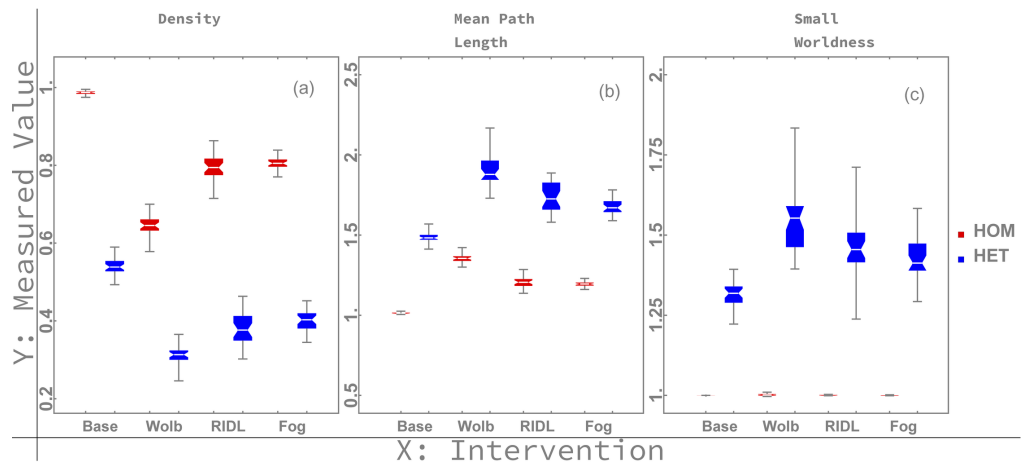 Density
Mean Path
Length
Small
Worldness
Y: Measured Value
1.
0.8
0.6
0.4
0.2
(a)
Base Wolb RIDL Fog
2.5
2.
1.5
1.
0.5
(b)
Base Wolb RIDL Fog
2.
1.75
1.5
1.25
1.
(c)
Base Wolb RIDL Fog
HOM
HET
X: Intervention